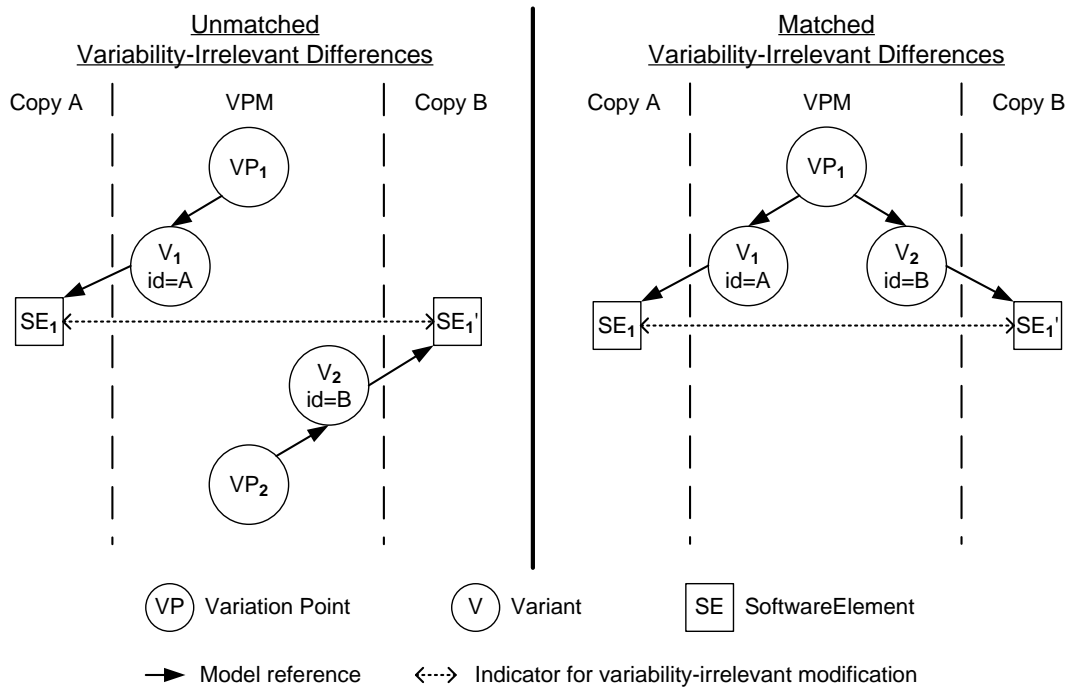 Unmatched
Variability-Irrelevant Differences
Copy A
VPM
Copy B
VP1
V1
id=A
SE1
SE1'
V2
id=B
VP2
Matched
Variability-Irrelevant Differences
Copy A
VPM
Copy B
VP1
V1
id=A
V2
id=B
SE1
SE1'
VP Variation Point
V Variant
SE SoftwareElement
Model reference
Indicator for variability-irrelevant modification